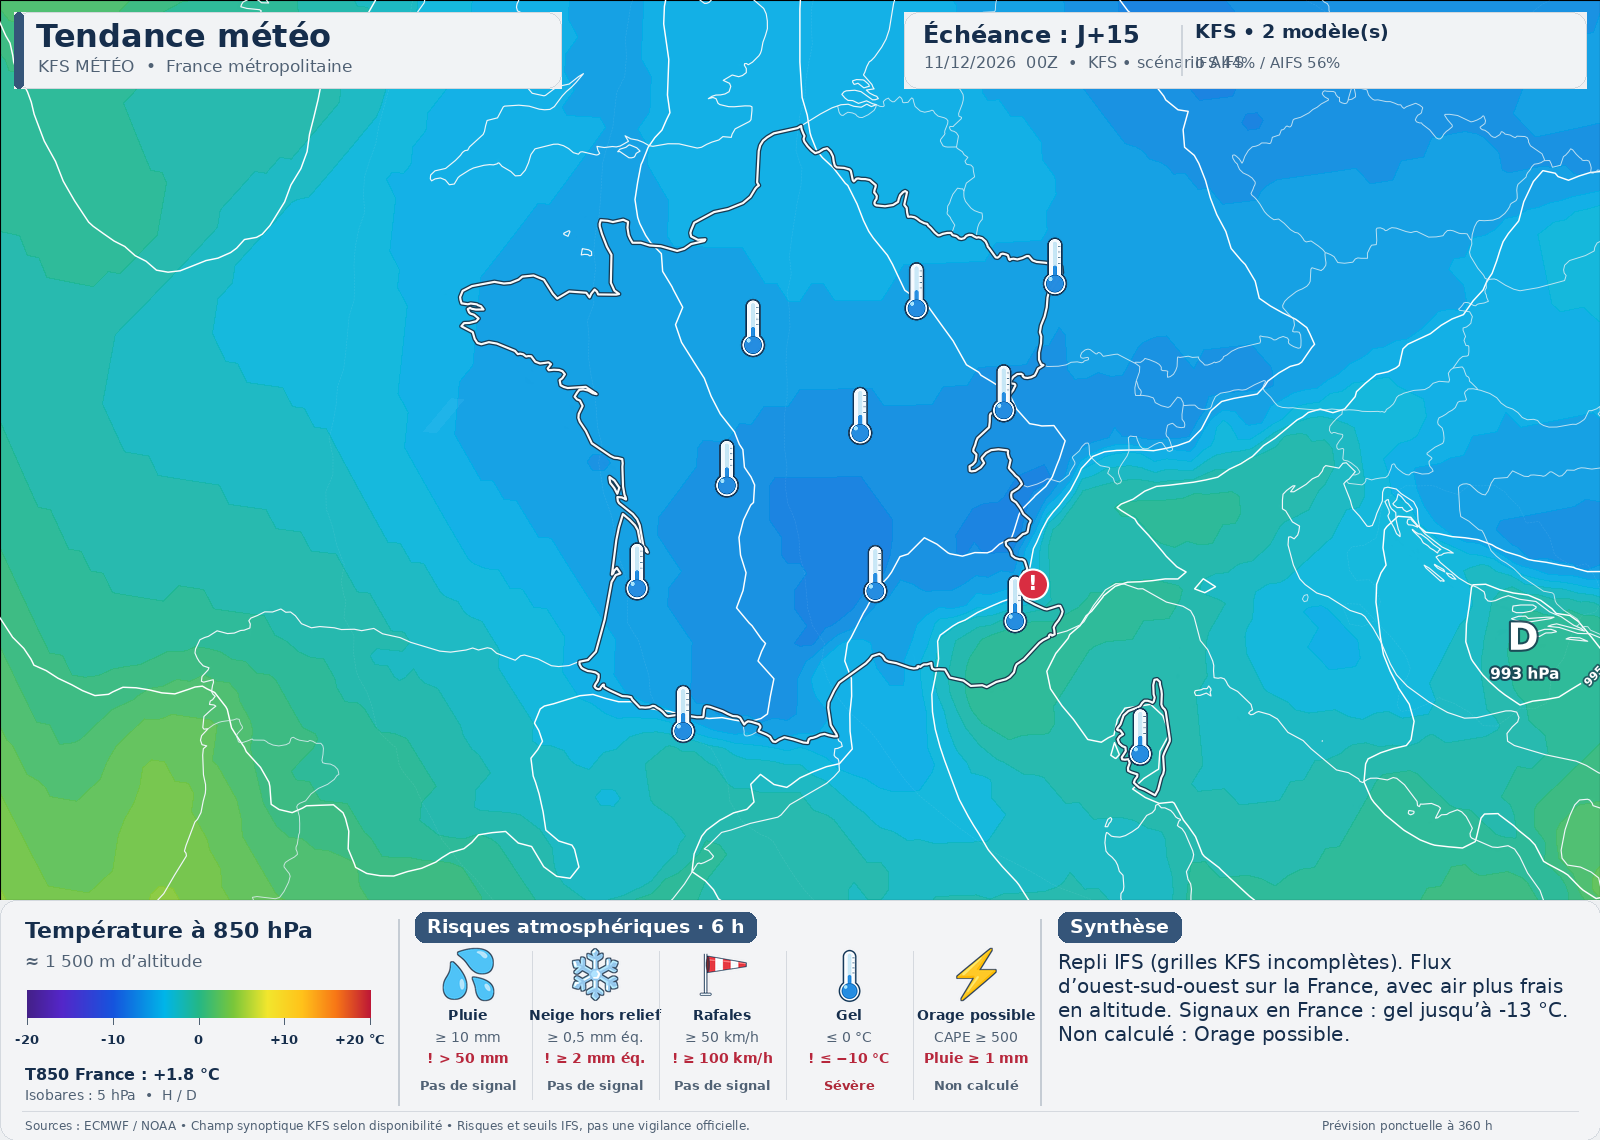 Tendance météo
KFS MÉTÉO • France métropolitaine
Échéance : J+15
11/12/2026 00Z • KFS • scénario AIFS
KFS • 2 modèle(s)
IFS 44% / AIFS 56%
!
D
993 hPa
995
Température à 850 hPa
≈ 1 500 m d’altitude
-20 -10 0 +10 +20 °C
T850 France : +1.8 °C
Isobares : 5 hPa • H / D
Risques atmosphériques · 6 h
Pluie
≥ 10 mm
! > 50 mm
Pas de signal
Neige hors relief
≥ 0,5 mm éq.
! ≥ 2 mm éq.
Pas de signal
Rafales
≥ 50 km/h
! ≥ 100 km/h
Pas de signal
Gel
≤ 0 °C
! ≤ −10 °C
Sévère
Orage possible
CAPE ≥ 500
Pluie ≥ 1 mm
Non calculé
Synthèse
Repli IFS (grilles KFS incomplètes). Flux
d’ouest-sud-ouest sur la France, avec air plus frais
en altitude. Signaux en France : gel jusqu’à -13 °C.
Non calculé : Orage possible.
Sources : ECMWF / NOAA • Champ synoptique KFS selon disponibilité • Risques et seuils IFS, pas une vigilance officielle.
Prévision ponctuelle à 360 h